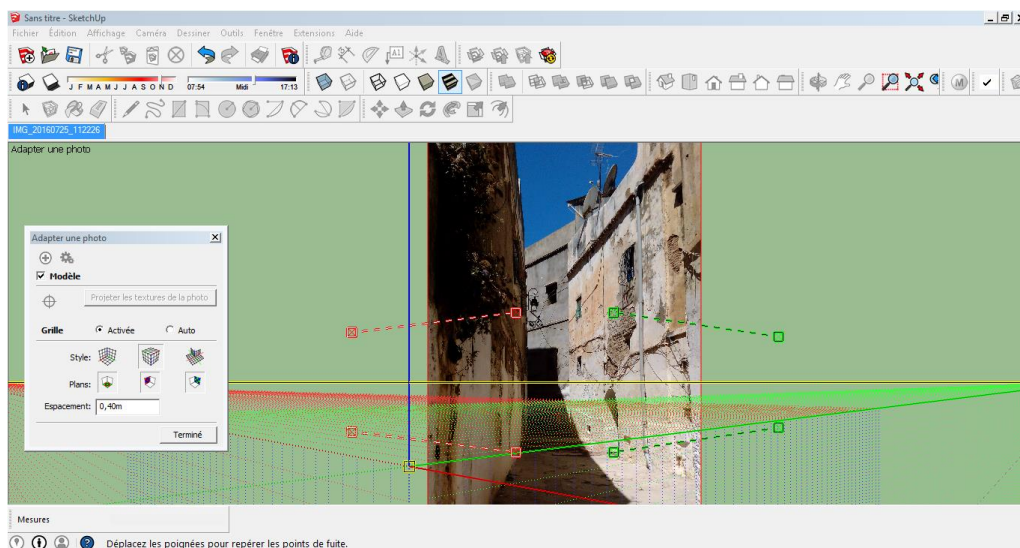 Sans titre - SketchUp
Fichier Édition Affichage Caméra Dessiner Outils Fenêtre Extensions Aide
A1
J F M A M J J A S O N D 07:54 Midi 17:13
M
IMG_20160725_112226
Adapter une photo
Adapter une photo
Modèle
Projeter les textures de la photo
Grille Activée Auto
Style:
Plans:
Espacement: 0,40m
Terminé
Mesures
Déplacez les poignées pour repérer les points de fuite.